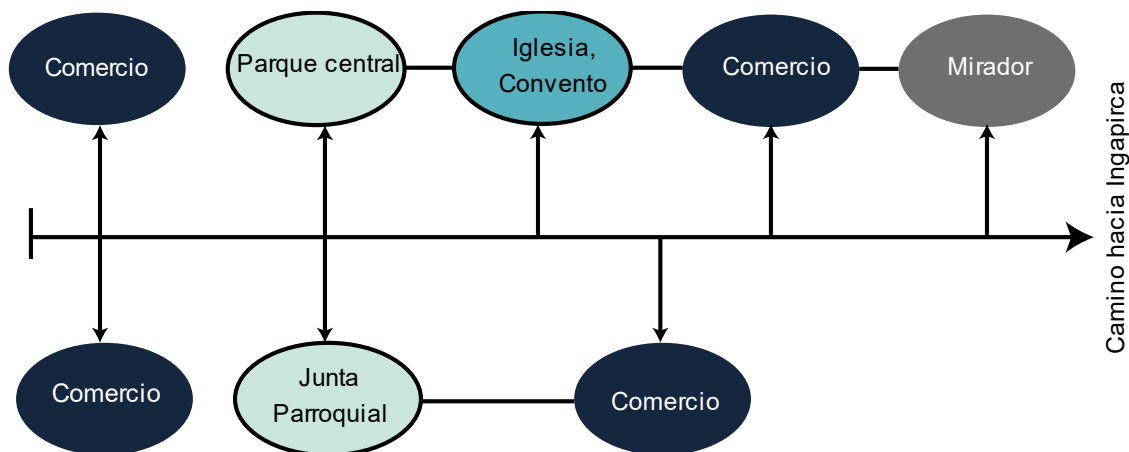 Comercio
Parque central
Iglesia,
Convento
Comercio
Mirador
Camino hacia Ingapirca
Comercio
Junta
Parroquial
Comercio